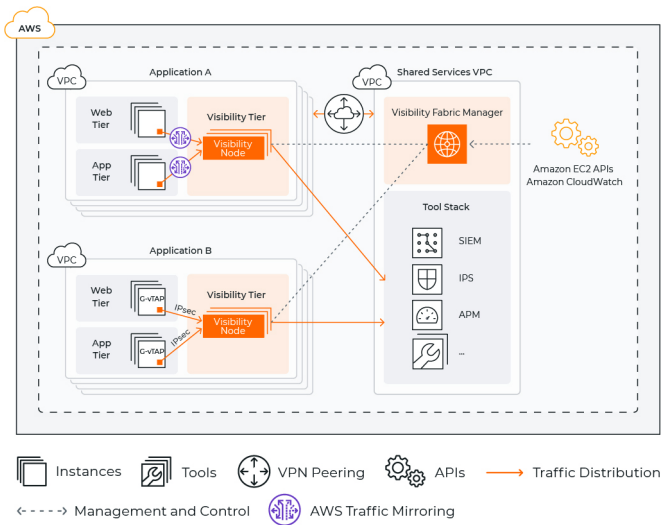 AWS
VPC
Application A
Web
Tier
App
Tier
Visibility Tier
Visibility
Node
VPC
Shared Services VPC
Visibility Fabric Manager
Amazon EC2 APIs
Amazon CloudWatch
Tool Stack
SIEM
IPS
APM
...
VPC
Application B
Web
Tier
G-vTAP
IPsec
App
Tier
G-vTAP
IPsec
Visibility Tier
Visibility
Node
Instances
Tools
VPN Peering
APIs
Traffic Distribution
Management and Control
AWS Traffic Mirroring